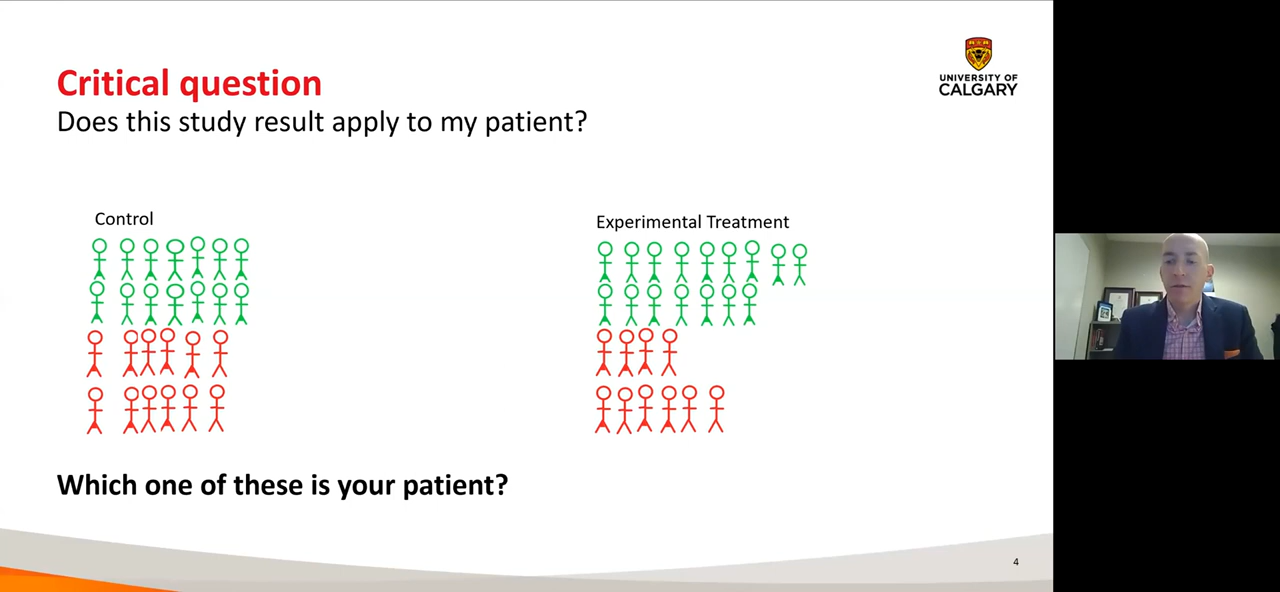 Critical question
Does this study result apply to my patient?
UNIVERSITY OF
CALGARY
Control
Experimental Treatment
Which one of these is your patient?
4